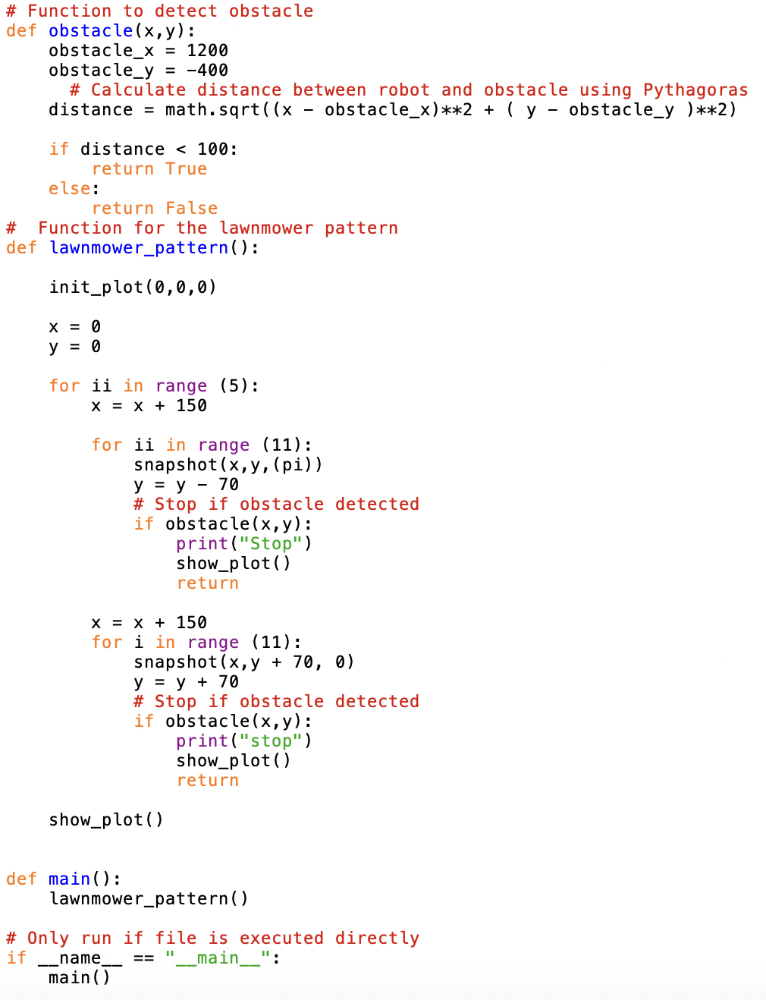 # Function to detect obstacle
def obstacle(x,y):
    obstacle_x = 1200
    obstacle_y = -400
      # Calculate distance between robot and obstacle using Pythagoras
    distance = math.sqrt((x - obstacle_x)**2 + ( y - obstacle_y )**2)

    if distance < 100:
        return True
    else:
        return False
#  Function for the lawnmower pattern
def lawnmower_pattern():

    init_plot(0,0,0)

    x = 0
    y = 0

    for ii in range (5):
        x = x + 150

        for ii in range (11):
            snapshot(x,y,(pi))
            y = y - 70
            # Stop if obstacle detected
            if obstacle(x,y):
                print("Stop")
                show_plot()
                return

        x = x + 150
        for i in range (11):
            snapshot(x,y + 70, 0)
            y = y + 70
            # Stop if obstacle detected
            if obstacle(x,y):
                print("stop")
                show_plot()
                return

    show_plot()


def main():
    lawnmower_pattern()

# Only run if file is executed directly
if __name__ == "__main__":
    main()